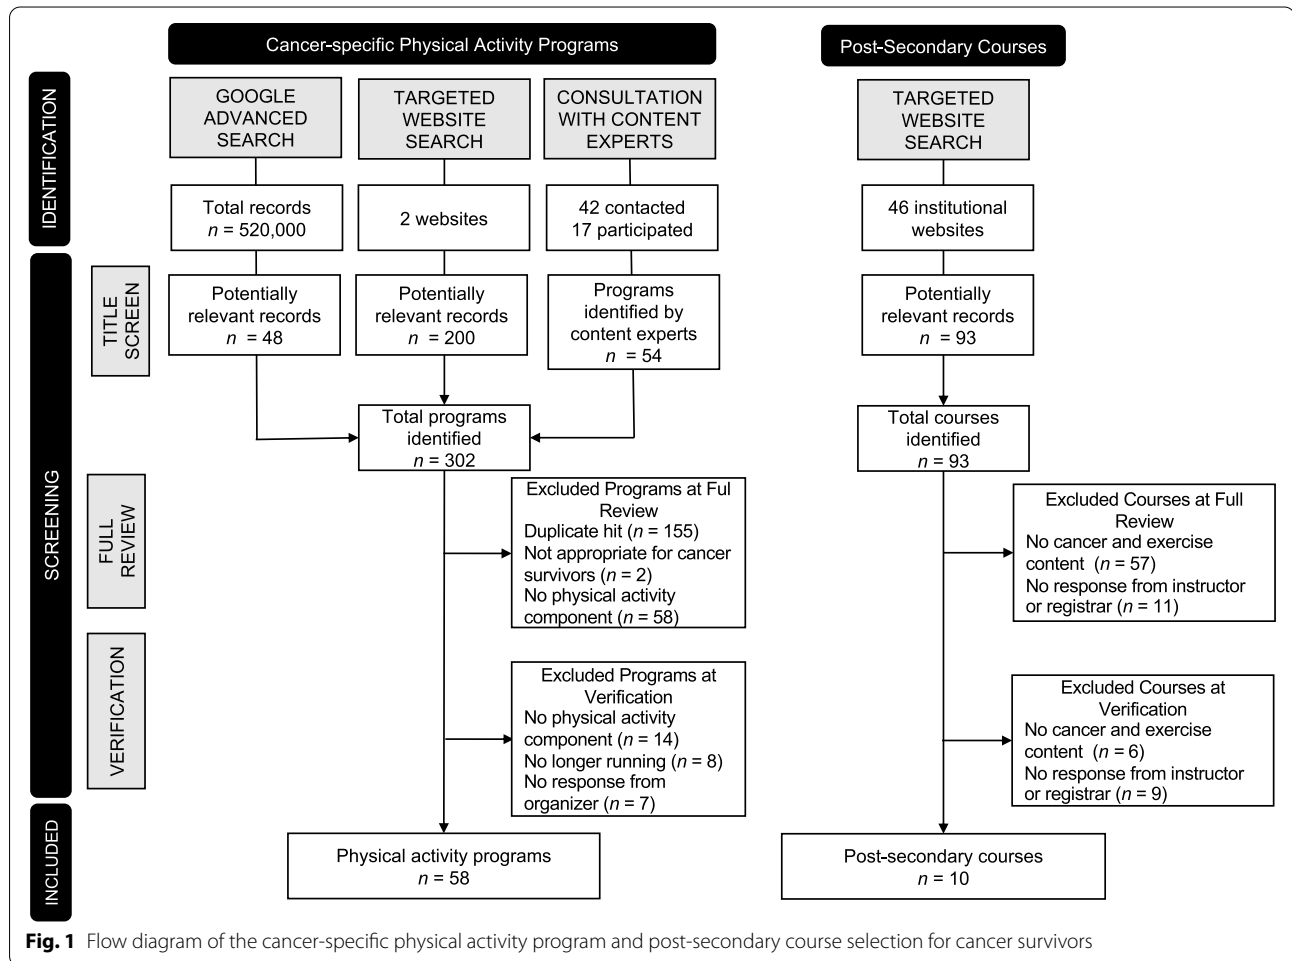 Cancer-specific Physical Activity Programs
Post-Secondary Courses
IDENTIFICATION
GOOGLE
ADVANCED
SEARCH
TARGETED
WEBSITE
SEARCH
CONSULTATION
WITH CONTENT
EXPERTS
TARGETED
WEBSITE
SEARCH
Total records
n = 520,000
2 websites
42 contacted
17 participated
46 institutional
websites
SCREENING
TITLE
SCREEN
Potentially
relevant records
n = 48
Potentially
relevant records
n = 200
Programs
identified by
content experts
n = 54
Potentially
relevant records
n = 93
Total programs
identified
n = 302
Total courses
identified
n = 93
FULL
REVIEW
Excluded Programs at Ful
Review
Duplicate hit (n = 155)
Not appropriate for cancer
survivors (n = 2)
No physical activity
component (n = 58)
Excluded Courses at Full
Review
No cancer and exercise
content (n = 57)
No response from instructor
or registrar (n = 11)
VERIFICATION
Excluded Programs at
Verification
No physical activity
component (n = 14)
No longer running (n = 8)
No response from
organizer (n = 7)
Excluded Courses at
Verification
No cancer and exercise
content (n = 6)
No response from instructor
or registrar (n = 9)
INCLUDED
Physical activity programs
n = 58
Post-secondary courses
n = 10
Fig. 1 Flow diagram of the cancer-specific physical activity program and post-secondary course selection for cancer survivors